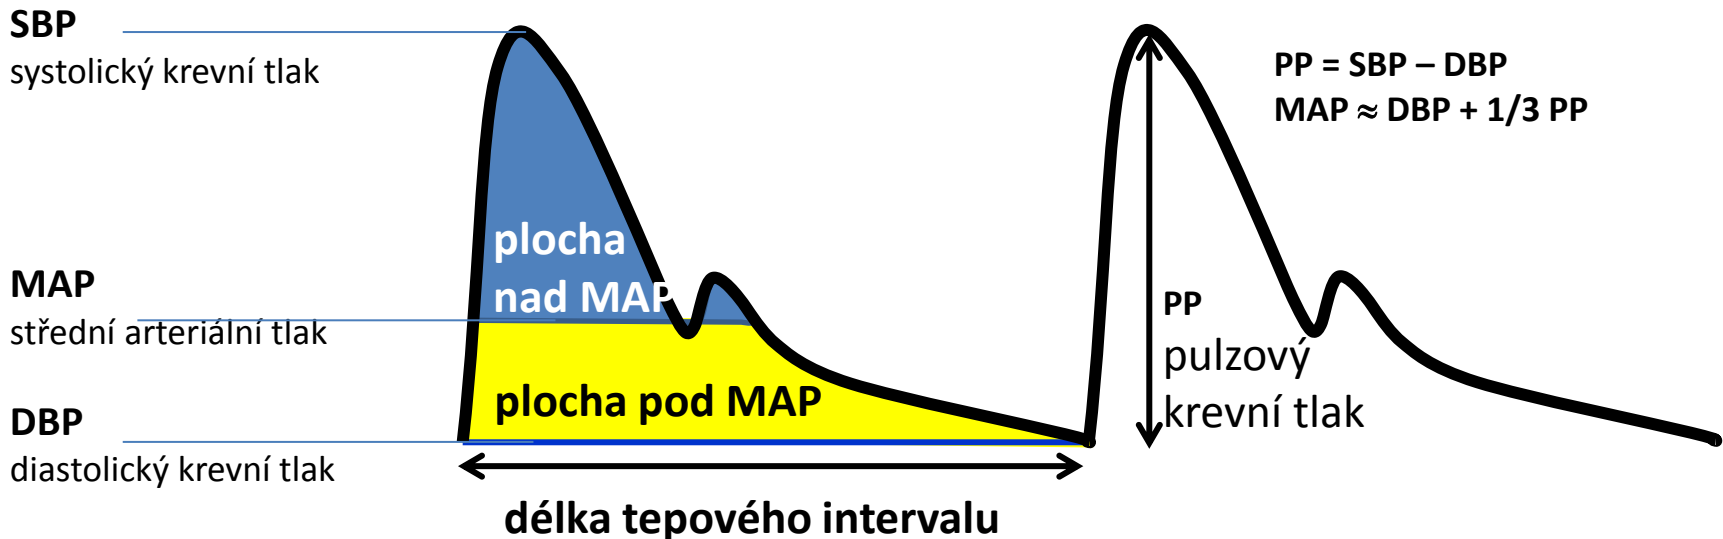 SBP
systolický krevní tlak
MAP
střední arteriální tlak
DBP
diastolický krevní tlak
plocha
nad MAP
plocha pod MAP
délka tepového intervalu
PP
pulzový
krevní tlak
PP = SBP – DBP
MAP ≈ DBP + 1/3 PP